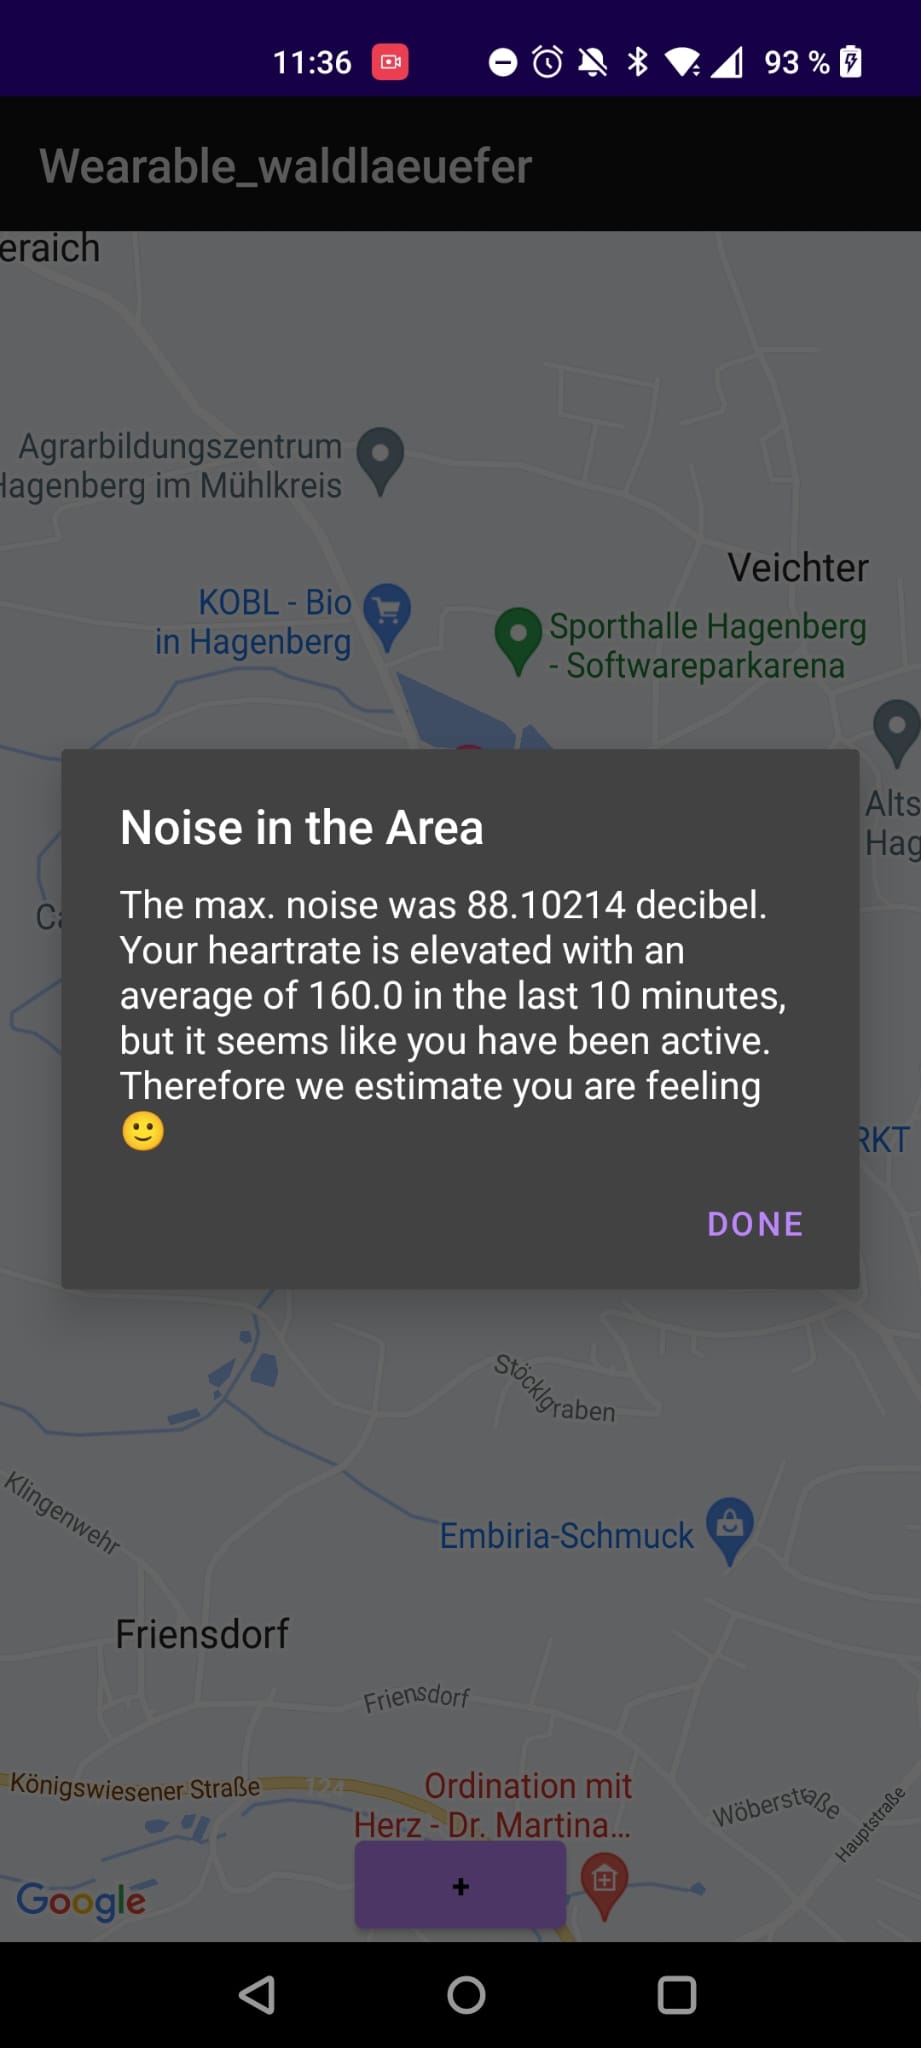 11:36
93 %
Wearable_waldlaeuefer
eraich
Agrarbildungszentrum
Hagenberg im Mühlkreis
Veichter
KOBL - Bio
in Hagenberg
Sporthalle Hagenberg
- Softwareparkarena
Alts
Hag
Noise in the Area
Ca
The max. noise was 88.10214 decibel.
Your heartrate is elevated with an
average of 160.0 in the last 10 minutes,
but it seems like you have been active.
Therefore we estimate you are feeling
🙂
RKT
DONE
Stöcklgraben
Klingenwehr
Embiria-Schmuck
Friensdorf
Friensdorf
Königswiesener Straße
124
Ordination mit
Herz - Dr. Martina...
Wöberstraße
Hauptstraße
+
Google